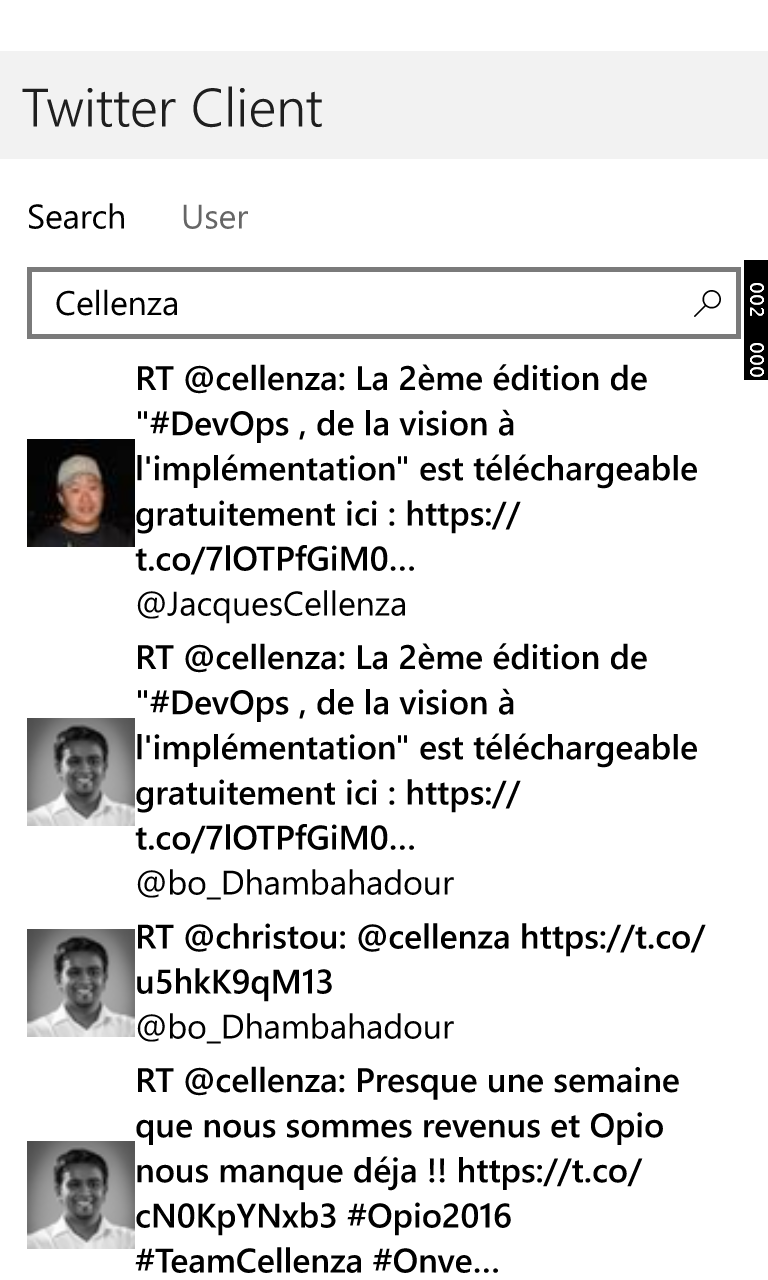 Twitter Client
Search User
Cellenza
002 000
RT @cellenza: La 2ème édition de
"#DevOps , de la vision à
l'implémentation" est téléchargeable
gratuitement ici : https://
t.co/7lOTPfGiM0…
@JacquesCellenza
RT @cellenza: La 2ème édition de
"#DevOps , de la vision à
l'implémentation" est téléchargeable
gratuitement ici : https://
t.co/7lOTPfGiM0…
@bo_Dhambahadour
RT @christou: @cellenza https://t.co/
u5hkK9qM13
@bo_Dhambahadour
RT @cellenza: Presque une semaine
que nous sommes revenus et Opio
nous manque déja !! https://t.co/
cN0KpYNxb3 #Opio2016
#TeamCellenza #Onve…